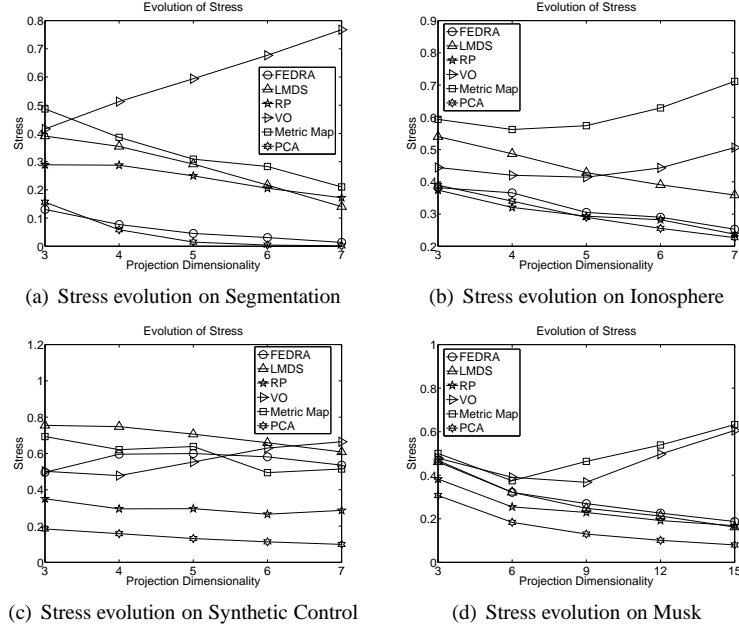 Evolution of Stress
0.8
0.7
0.6
0.5
0.4
0.3
0.2
0.1
0
Stress
3 4 5 6 7
Projection Dimensionality
FEDRA
LMDS
RP
VO
Metric Map
PCA
(a) Stress evolution on Segmentation
Evolution of Stress
0.9
0.8
0.7
0.6
0.5
0.4
0.3
0.2
Stress
3 4 5 6 7
Projection Dimensionality
FEDRA
LMDS
RP
VO
Metric Map
PCA
(b) Stress evolution on Ionosphere
Evolution of Stress
1.2
1
0.8
0.6
0.4
0.2
0
Stress
3 4 5 6 7
Projection Dimensionality
FEDRA
LMDS
RP
VO
Metric Map
PCA
(c) Stress evolution on Synthetic Control
Evolution of Stress
1
0.8
0.6
0.4
0.2
0
Stress
3 6 9 12 15
Projection Dimensionality
FEDRA
LMDS
RP
VO
Metric Map
PCA
(d) Stress evolution on Musk